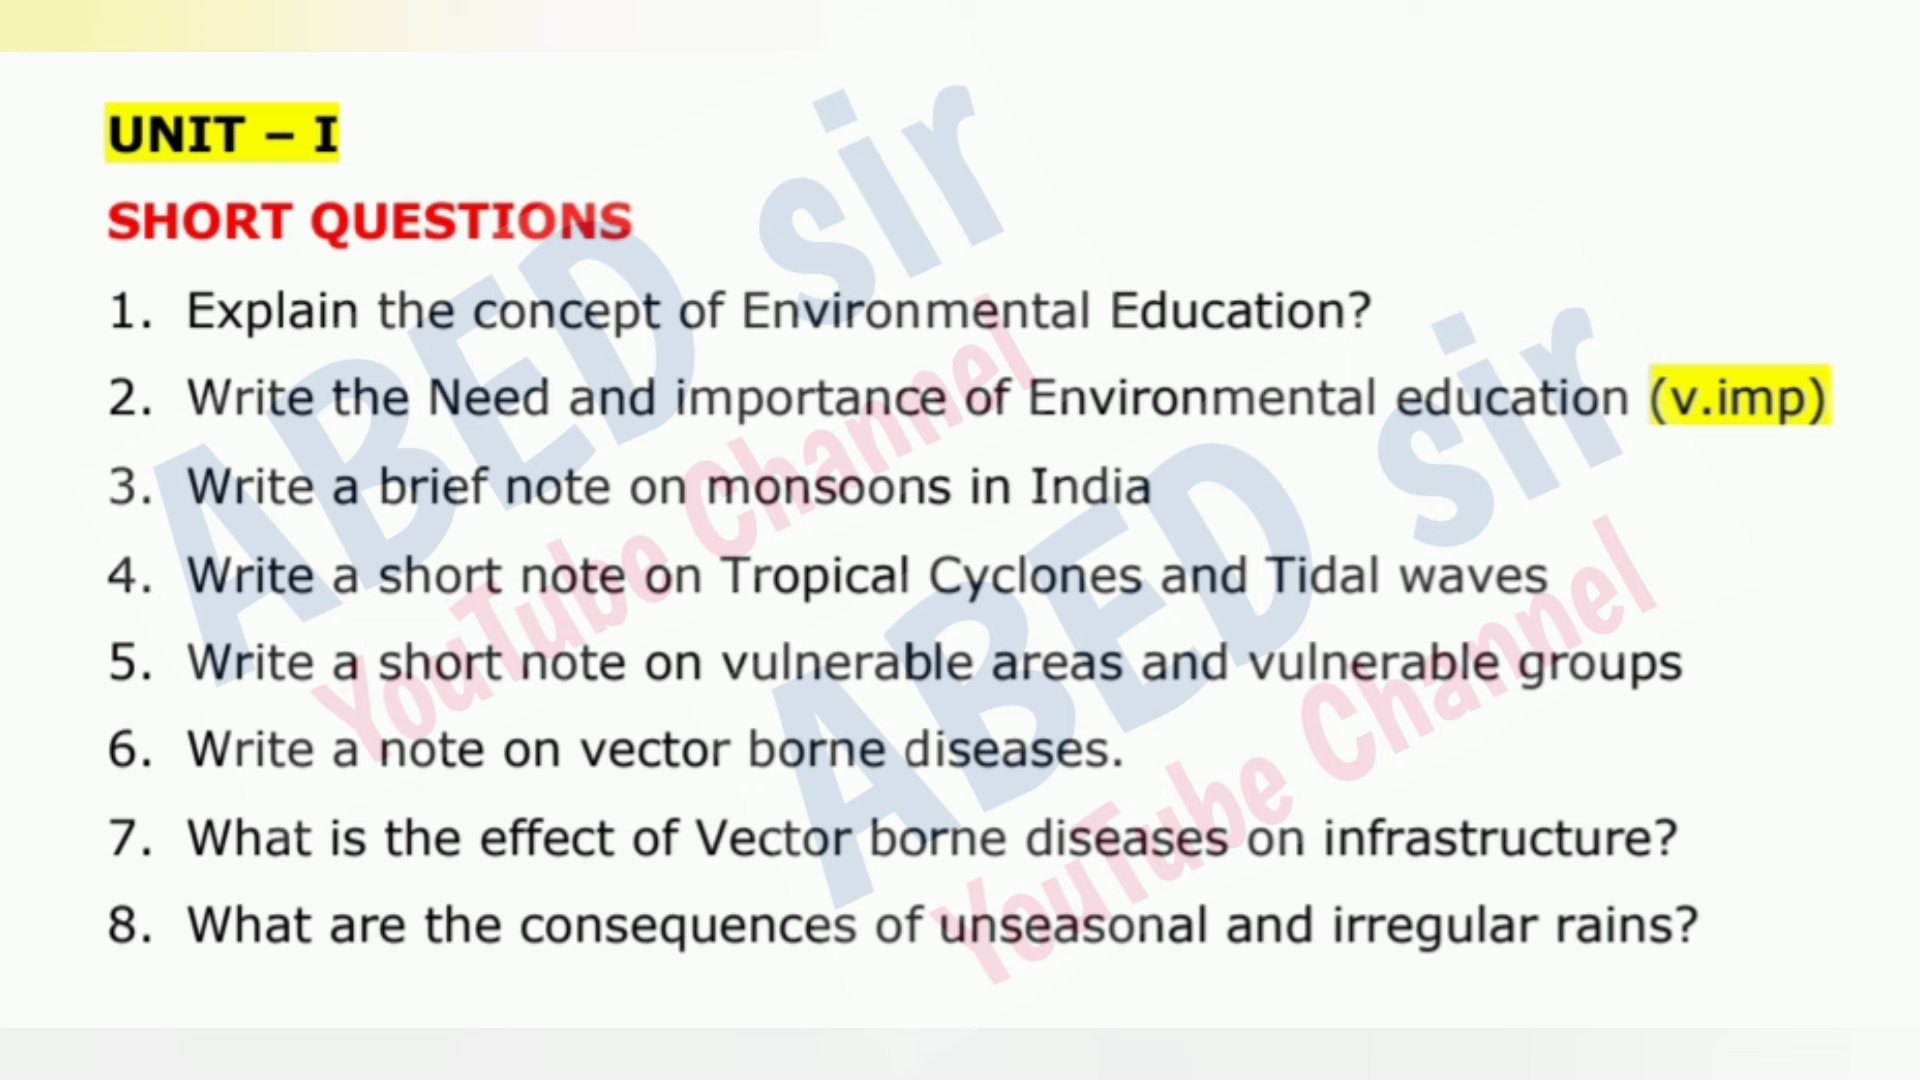 UNIT – I
SHORT QUESTIONS
1. Explain the concept of Environmental Education?
2. Write the Need and importance of Environmental education (v.imp)
3. Write a brief note on monsoons in India
4. Write a short note on Tropical Cyclones and Tidal waves
5. Write a short note on vulnerable areas and vulnerable groups
6. Write a note on vector borne diseases.
7. What is the effect of Vector borne diseases on infrastructure?
8. What are the consequences of unseasonal and irregular rains?
ABED sir
YouTube Channel
ABED sir
YouTube Channel